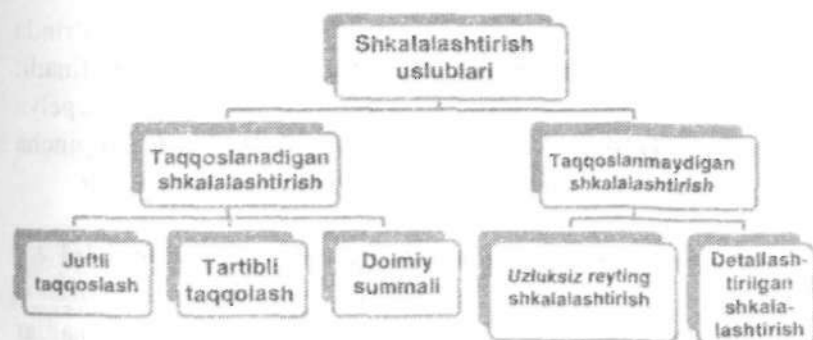 Shkalalashtirish
uslublari
Taqqoslanadigan
shkalalashtirish
Taqqoslanmaydigan
shkalalashtirish
Juftli
taqqoslash
Tartibli
taqqolash
Doimiy
summali
Uzluksiz reyting
shkalalashtirish
Detallash-
tirilgan
shkala-
lashtirish